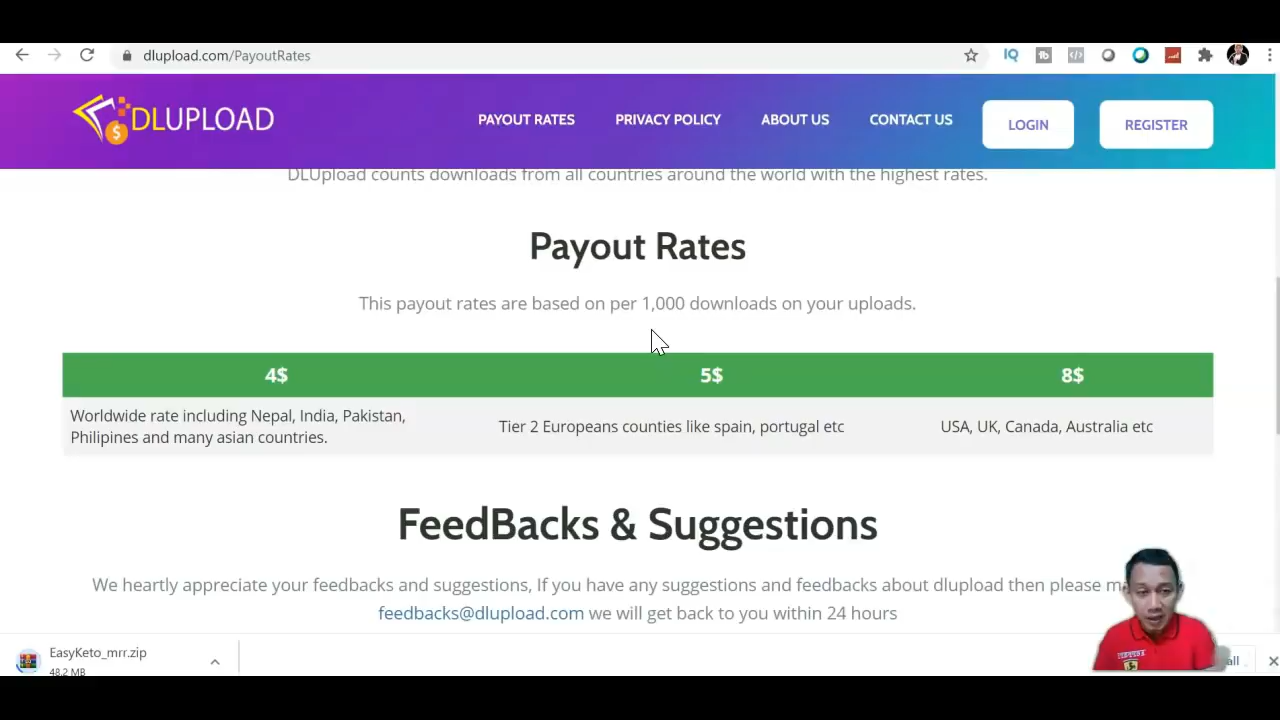 dlupload.com/PayoutRates
DLUPLOAD
PAYOUT RATES
PRIVACY POLICY
ABOUT US
CONTACT US
LOGIN
REGISTER
DLUpload counts downloads from all countries around the world with the highest rates.
Payout Rates
This payout rates are based on per 1,000 downloads on your uploads.
4$
5$
8$
Worldwide rate including Nepal, India, Pakistan,
Philipines and many asian countries.
Tier 2 Europeans counties like spain, portugal etc
USA, UK, Canada, Australia etc
FeedBacks & Suggestions
We heartly appreciate your feedbacks and suggestions, If you have any suggestions and feedbacks about dlupload then please
feedbacks@dlupload.com we will get back to you within 24 hours
EasyKeto_mrr.zip
48.2 MB